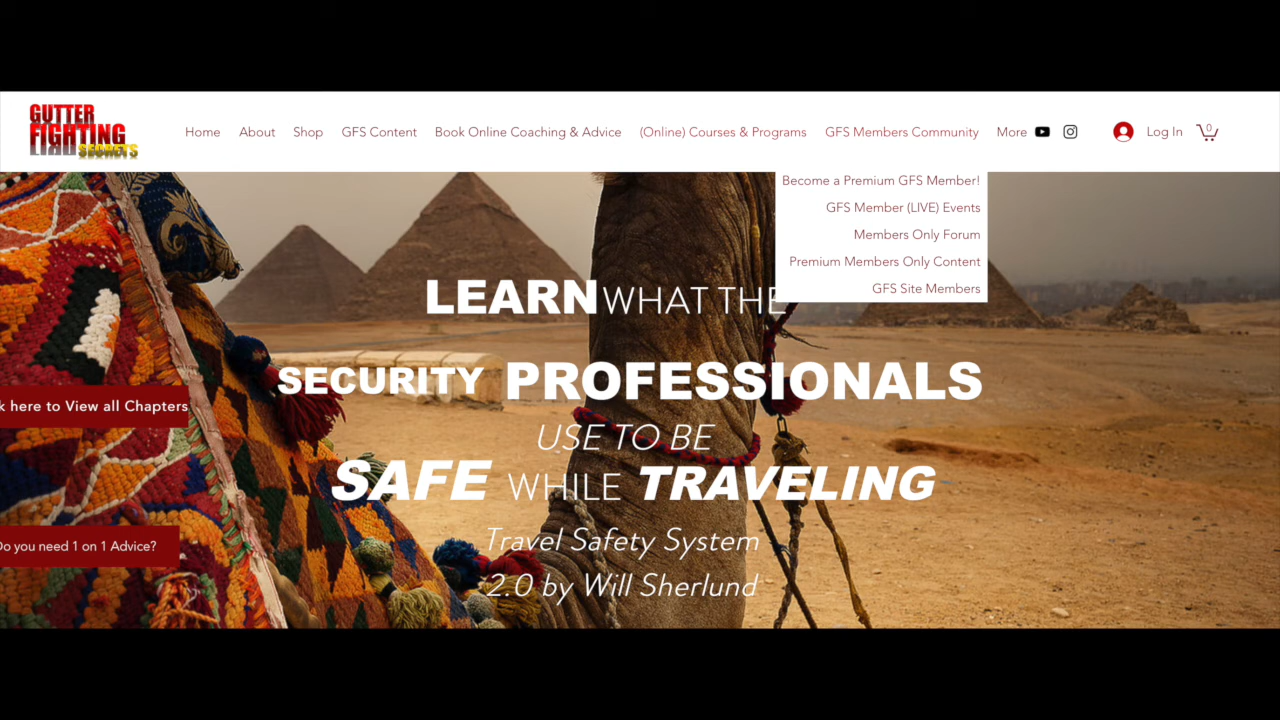 GUTTER
FIGHTING
SECRETS
Home About Shop GFS Content Book Online Coaching & Advice (Online) Courses & Programs GFS Members Community More Log In 0
Become a Premium GFS Member!
GFS Member (LIVE) Events
Members Only Forum
Premium Members Only Content
GFS Site Members
LEARN WHAT THE
SECURITY PROFESSIONALS
k here to View all Chapters
USE TO BE
SAFE WHILE TRAVELING
Travel Safety System
Do you need 1 on 1 Advice?
2.0 by Will Sherlund